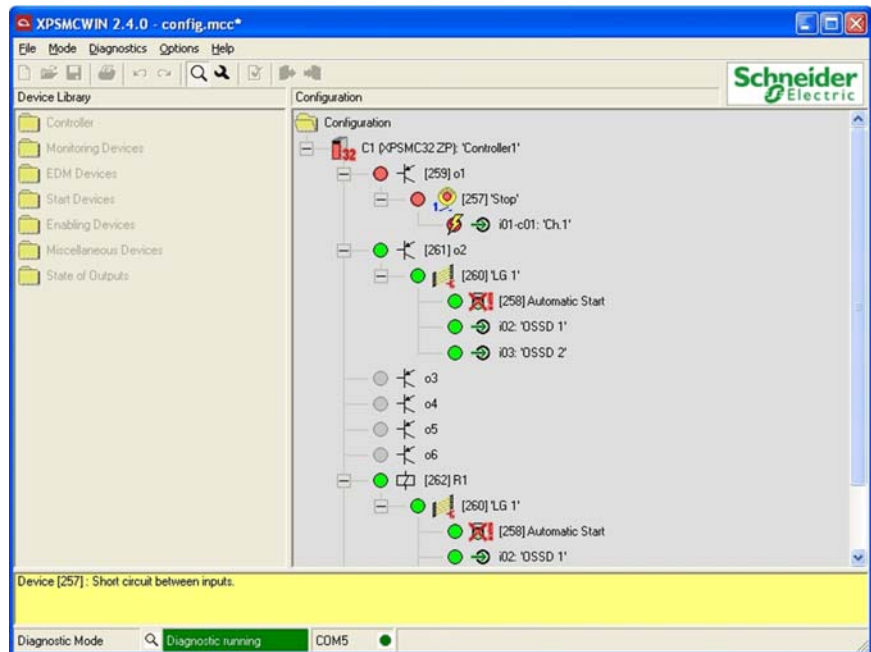 XPSMCWIN 2.4.0 - config.mcc*
File Mode Diagnostics Options Help
Schneider
Electric
Device Library
Configuration
Controller
Monitoring Devices
EDM Devices
Start Devices
Enabling Devices
Miscellaneous Devices
State of Outputs
Configuration
32 C1 (XPSMC32 ZP): 'Controller1'
[259] o1
1 [257] 'Stop'
i01-c01: 'Ch.1'
[261] o2
[260] 'LG 1'
[258] Automatic Start
i02: 'OSSD 1'
i03: 'OSSD 2'
o3
o4
o5
o6
[262] R1
[260] 'LG 1'
[258] Automatic Start
i02: 'OSSD 1'
Device [257] : Short circuit between inputs.
Diagnostic Mode Diagnostic running COM5